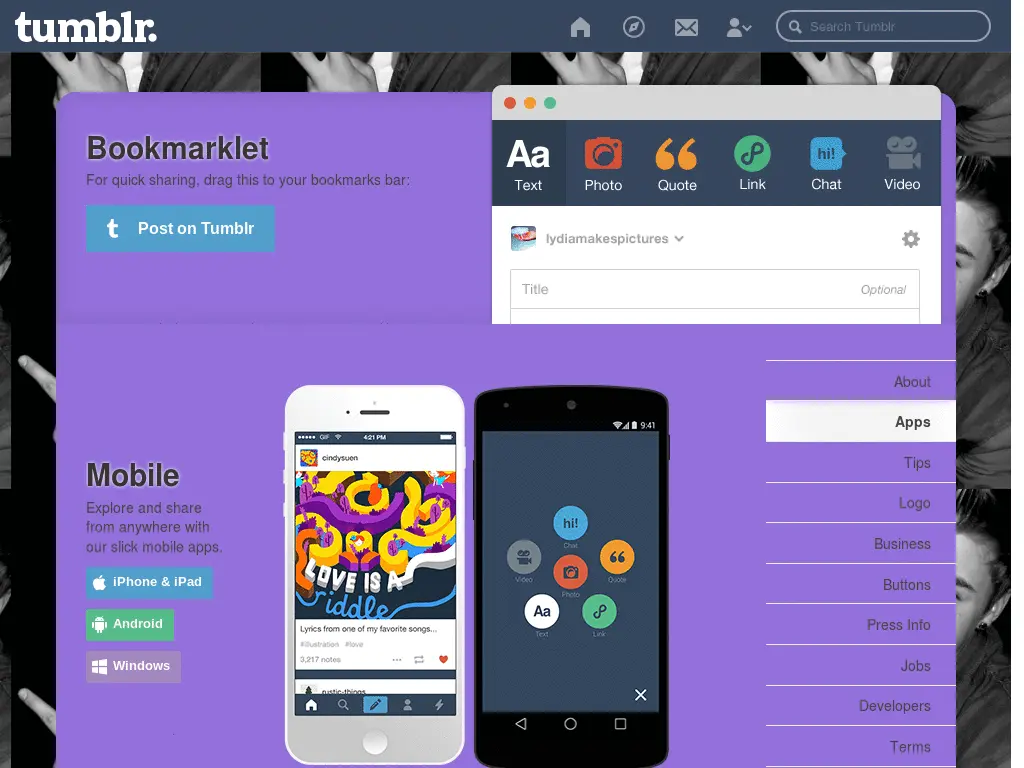 tumblr.
Search Tumblr
Bookmarklet
For quick sharing, drag this to your bookmarks bar:
t Post on Tumblr
Aa
hi!
Text
Photo
Quote
Link
Chat
Video
lydiamakespictures
Title
Optional
Mobile
Explore and share
from anywhere with
our slick mobile apps.
iPhone & iPad
Android
Windows
GIF
4:21 PM
cindysuen
LOVE IS A
riddle
Lyrics from one of my favorite songs...
#illustration #love
3,217 notes
rustic-things
9:41
hi!
Chat
Video
Quote
Photo
Aa
Text
Link
About
Apps
Tips
Logo
Business
Buttons
Press Info
Jobs
Developers
Terms